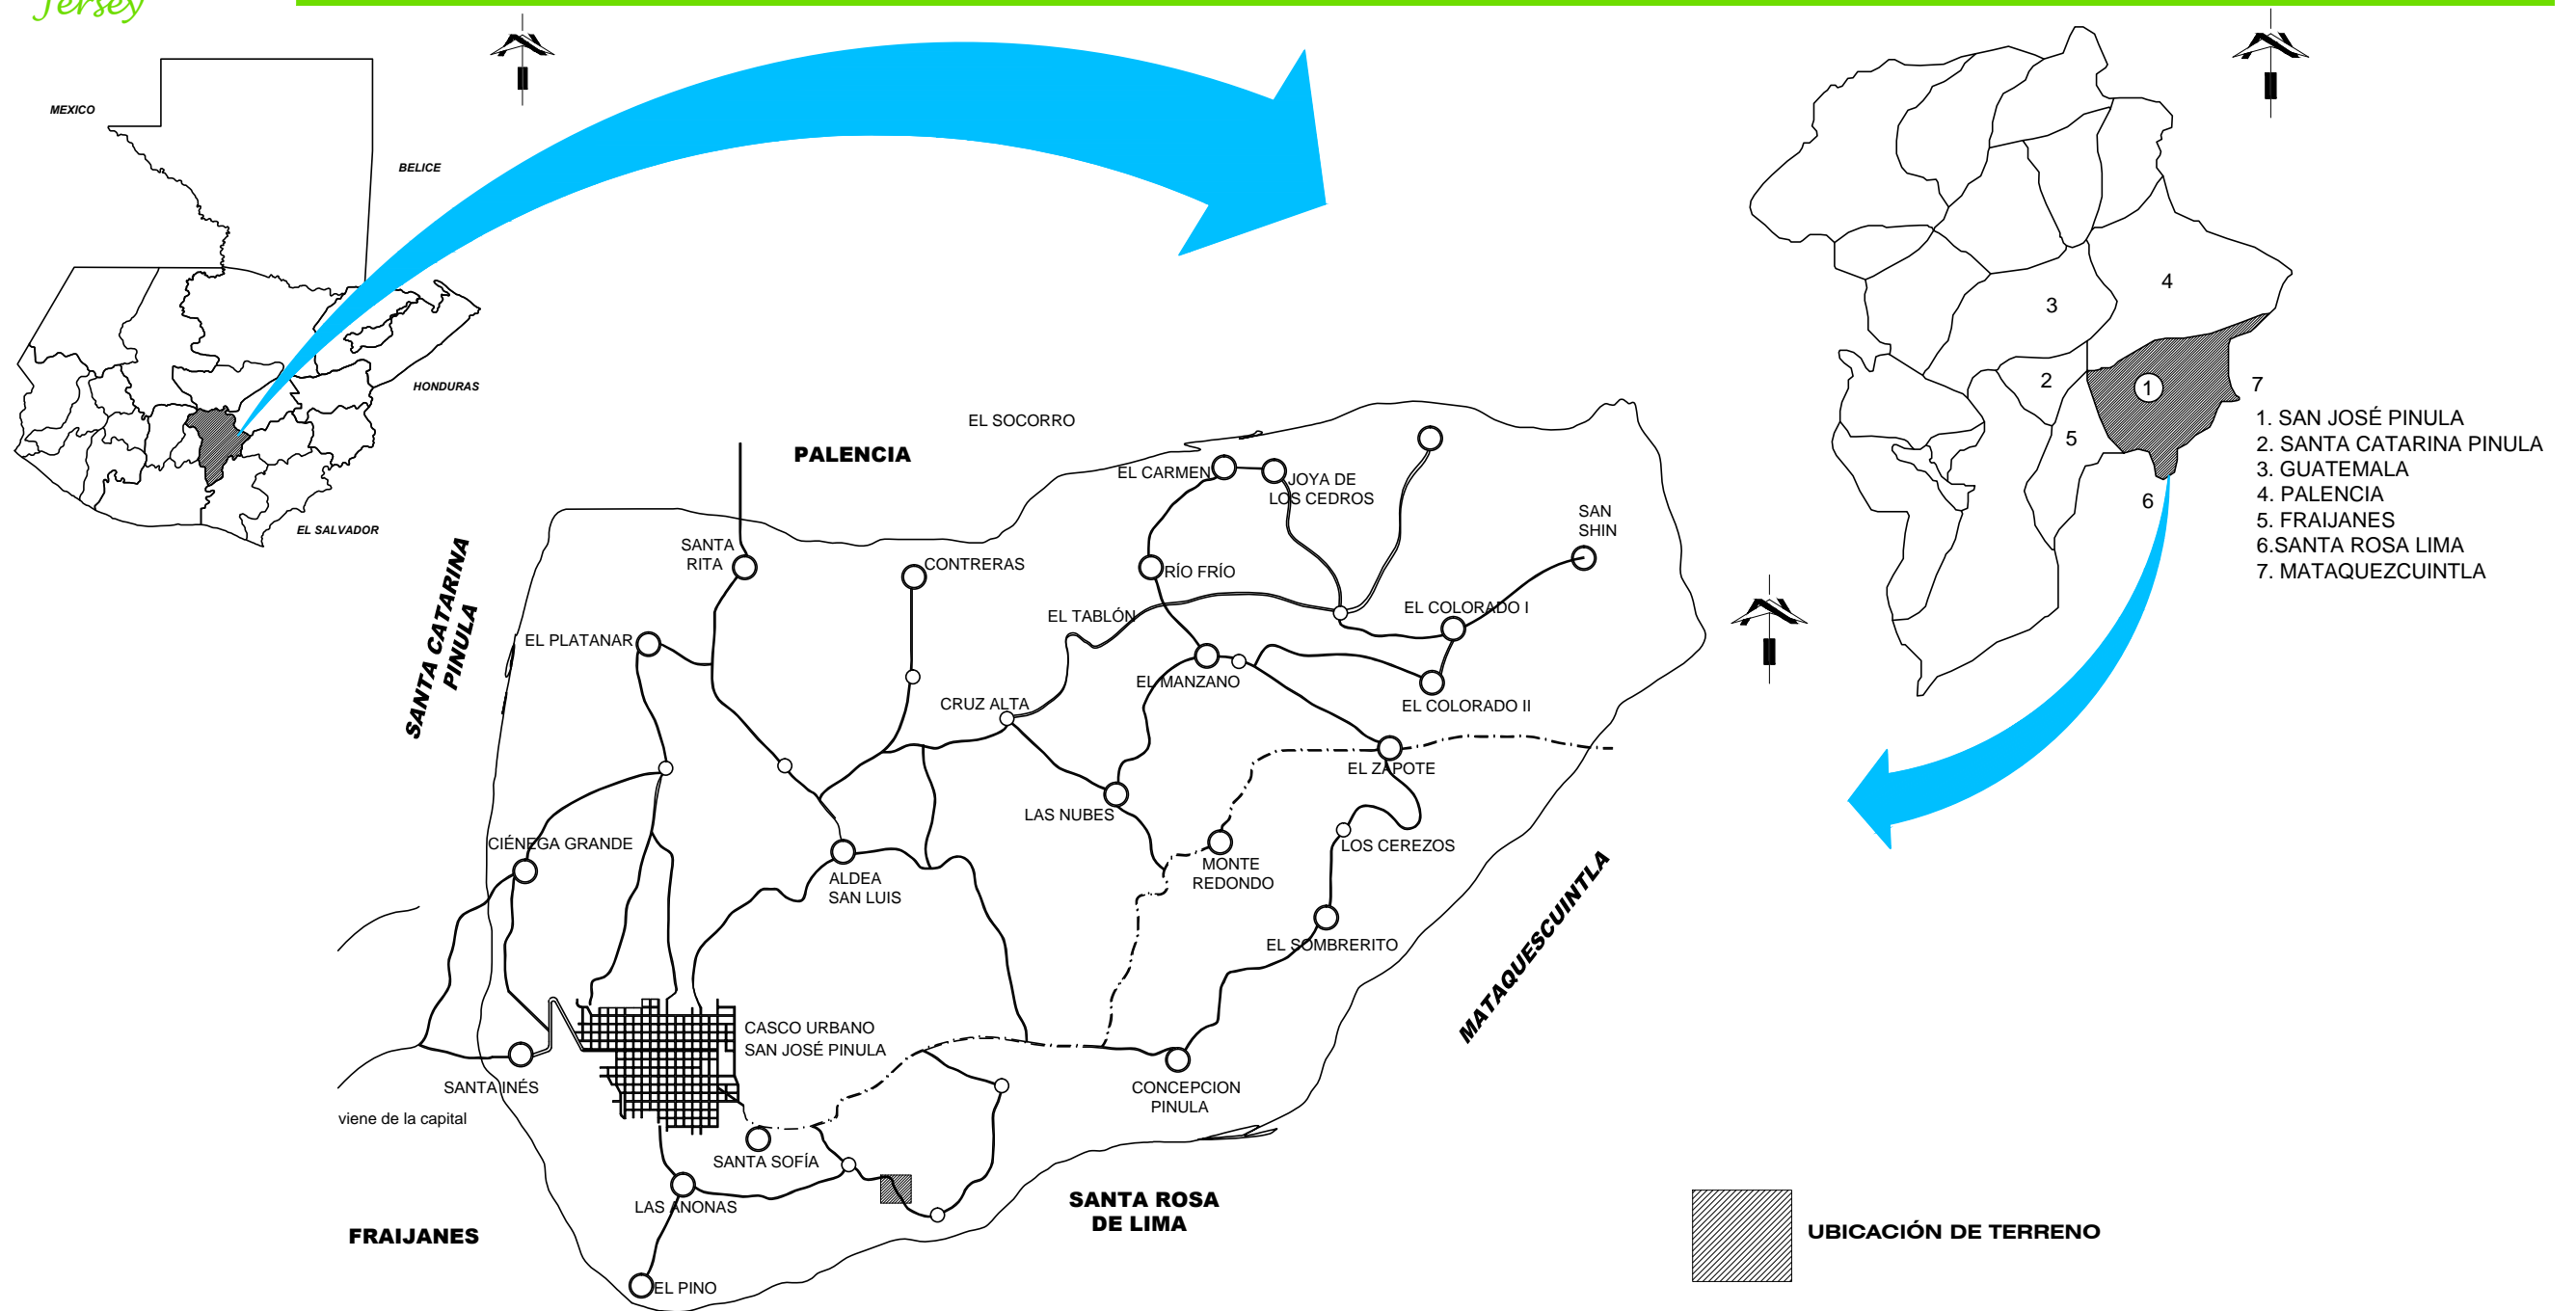 Jersey
MEXICO
BELICE
HONDURAS
EL SALVADOR
3
4
2
1
7
5
6
1. SAN JOSÉ PINULA
2. SANTA CATARINA PINULA
3. GUATEMALA
4. PALENCIA
5. FRAIJANES
6.SANTA ROSA LIMA
7. MATAQUEZCUINTLA
EL SOCORRO
PALENCIA
EL CARMEN
JOYA DE
LOS CEDROS
SAN
SHIN
SANTA
RITA
CONTRERAS
RÍO FRÍO
SANTA CATARINA
PINULA
EL TABLÓN
EL COLORADO I
EL PLATANAR
EL MANZANO
CRUZ ALTA
EL COLORADO II
EL ZAPOTE
LAS NUBES
CIÉNEGA GRANDE
LOS CEREZOS
MONTE
REDONDO
ALDEA
SAN LUIS
EL SOMBRERITO
MATAQUESCUINTLA
CASCO URBANO
SAN JOSÉ PINULA
SANTA INÉS
CONCEPCION
PINULA
viene de la capital
SANTA SOFÍA
LAS ANONAS
SANTA ROSA
DE LIMA
FRAIJANES
EL PINO
UBICACIÓN DE TERRENO